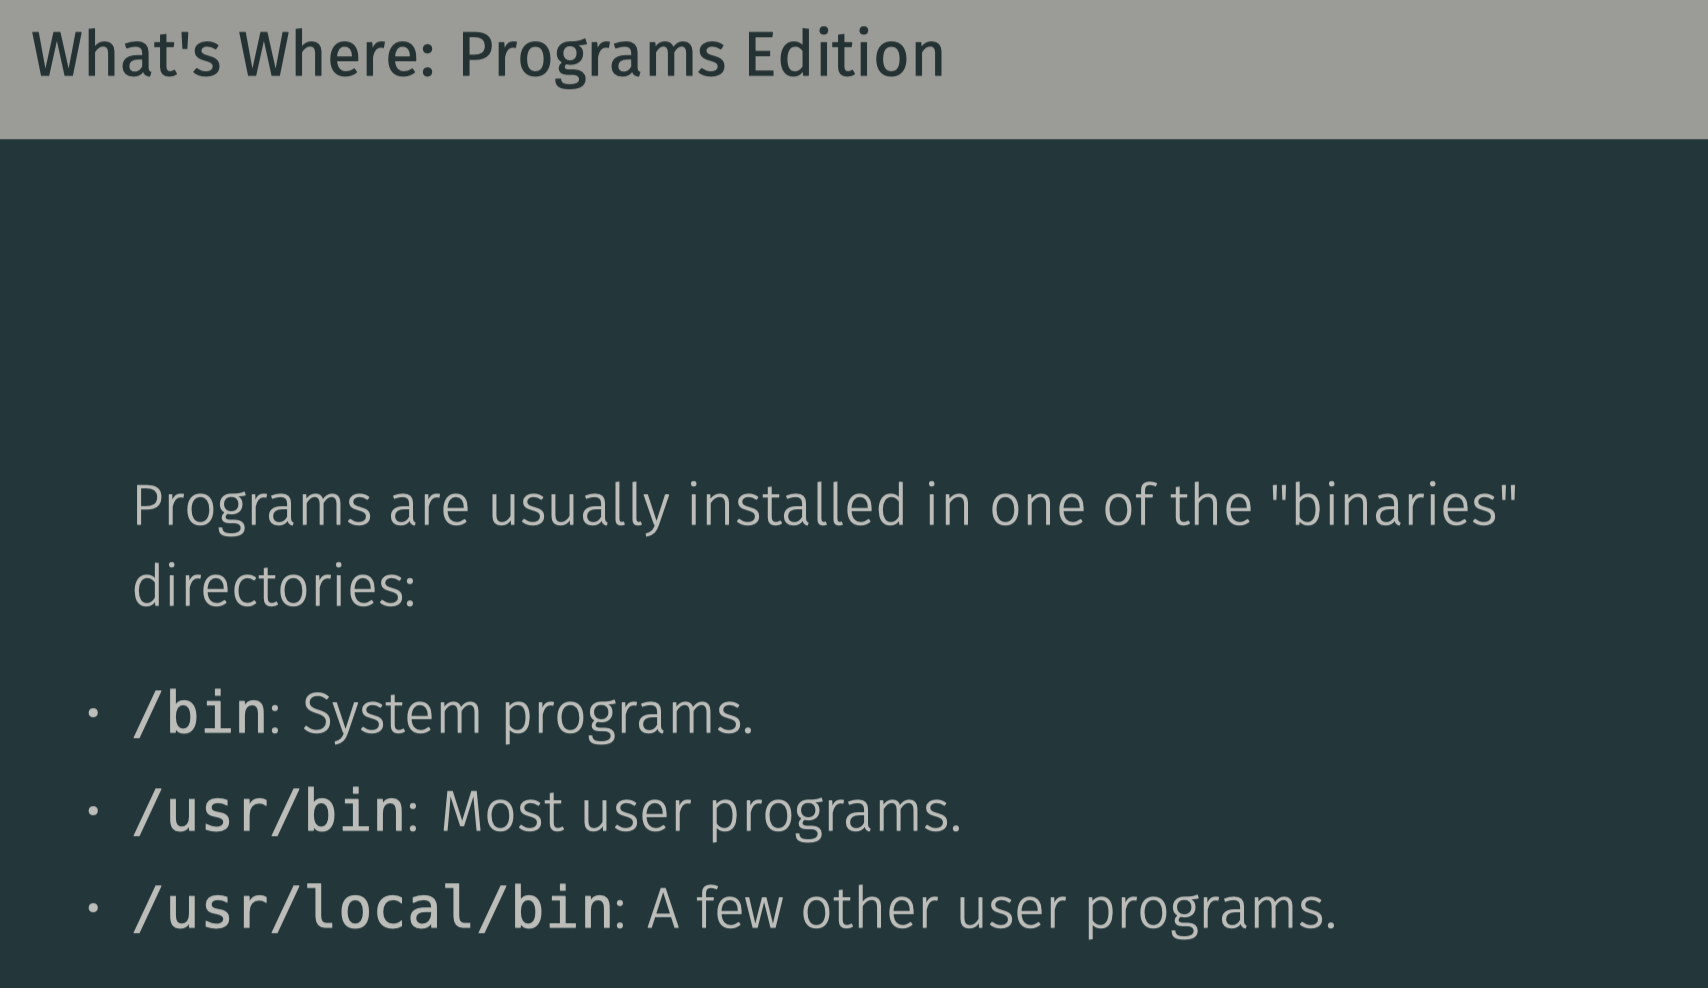 What's Where: Programs Edition
Programs are usually installed in one of the "binaries"
directories:
• /bin: System programs.
• /usr/bin: Most user programs.
• /usr/local/bin: A few other user programs.